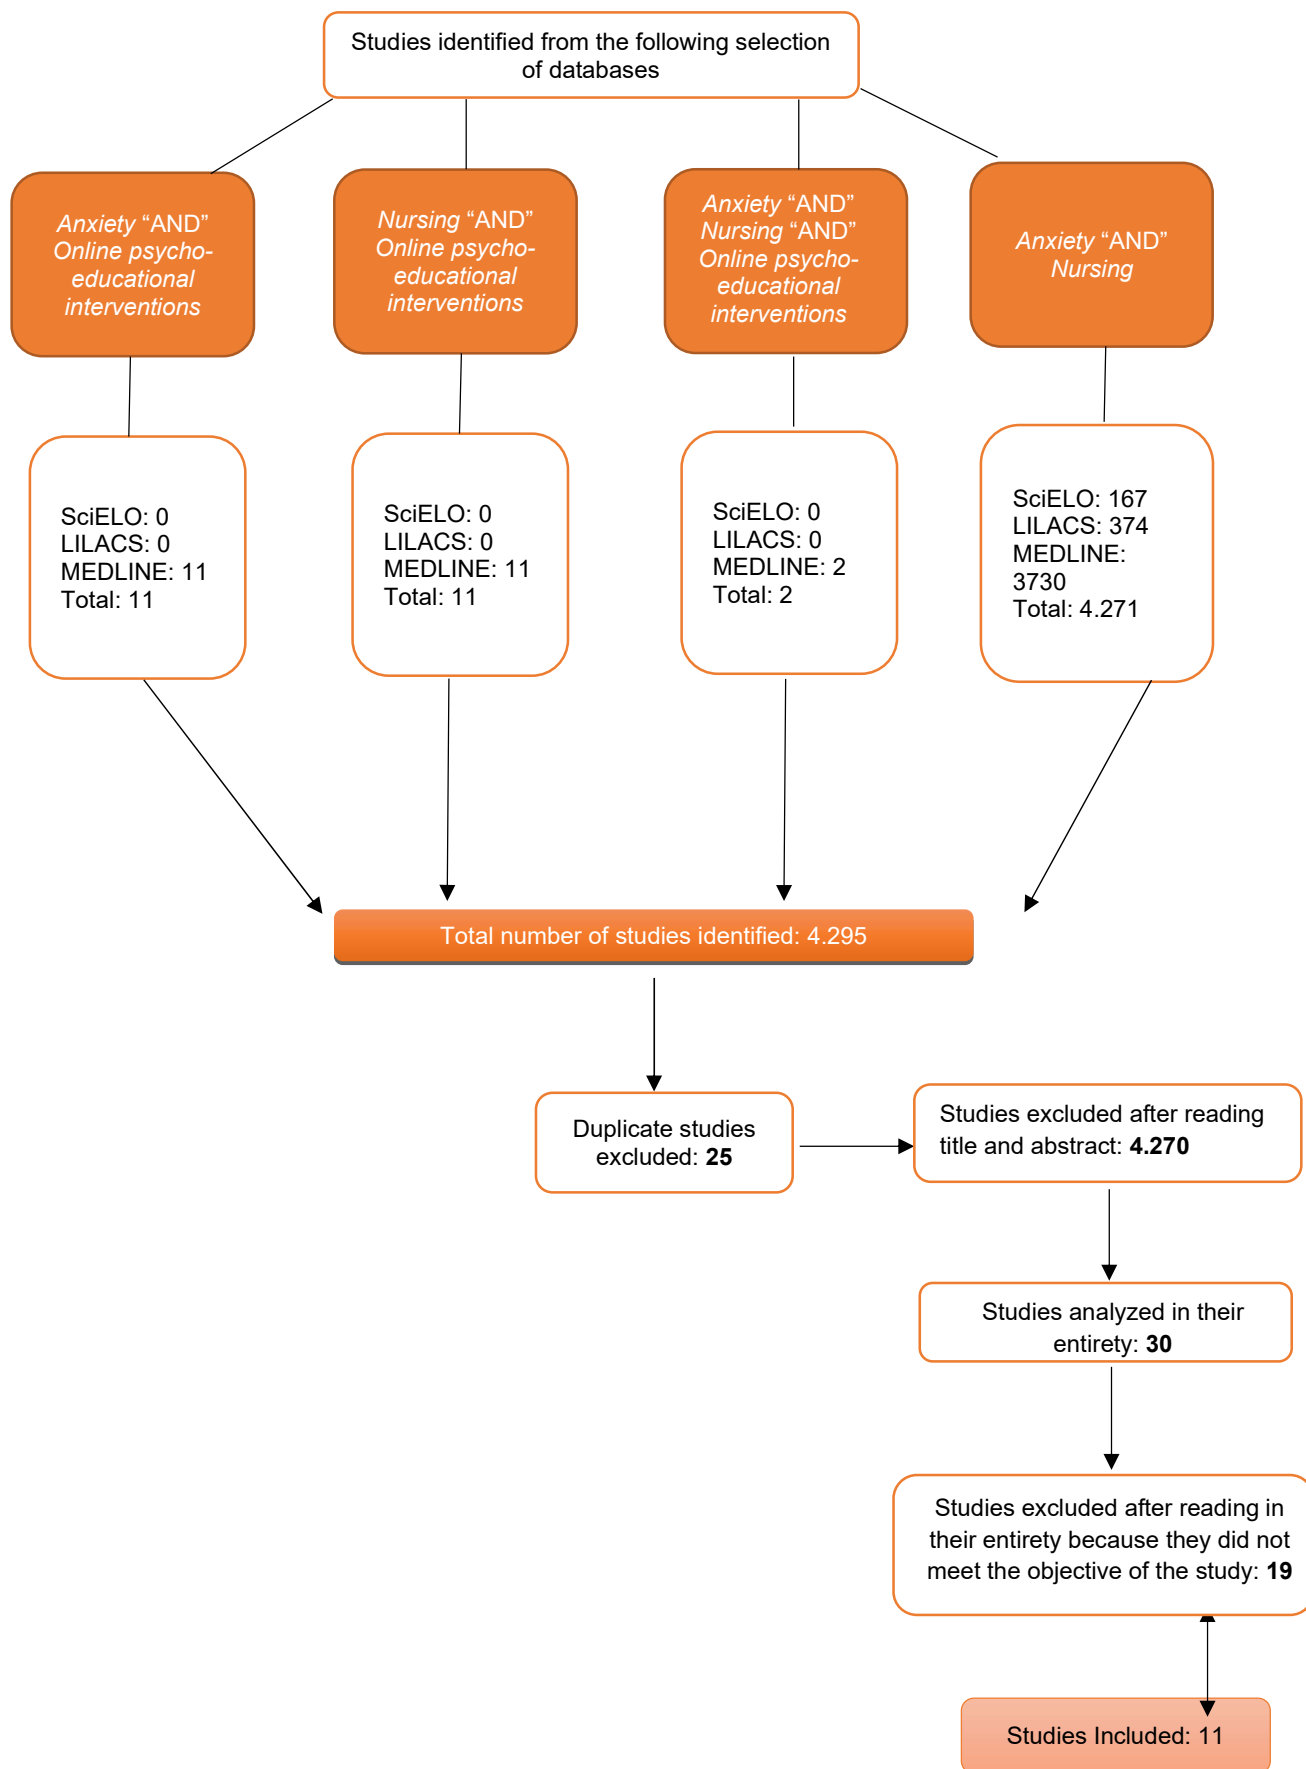 Studies identified from the following selection
of databases
Anxiety “AND”
Online psycho-
educational
interventions
Nursing “AND”
Online psycho-
educational
interventions
Anxiety “AND”
Nursing “AND”
Online psycho-
educational
interventions
Anxiety “AND”
Nursing
SciELO: 0
LILACS: 0
MEDLINE: 11
Total: 11
SciELO: 0
LILACS: 0
MEDLINE: 11
Total: 11
SciELO: 0
LILACS: 0
MEDLINE: 2
Total: 2
SciELO: 167
LILACS: 374
MEDLINE:
3730
Total: 4.271
Total number of studies identified: 4.295
Duplicate studies
excluded: 25
Studies excluded after reading
title and abstract: 4.270
Studies analyzed in their
entirety: 30
Studies excluded after reading in
their entirety because they did not
meet the objective of the study: 19
Studies Included: 11